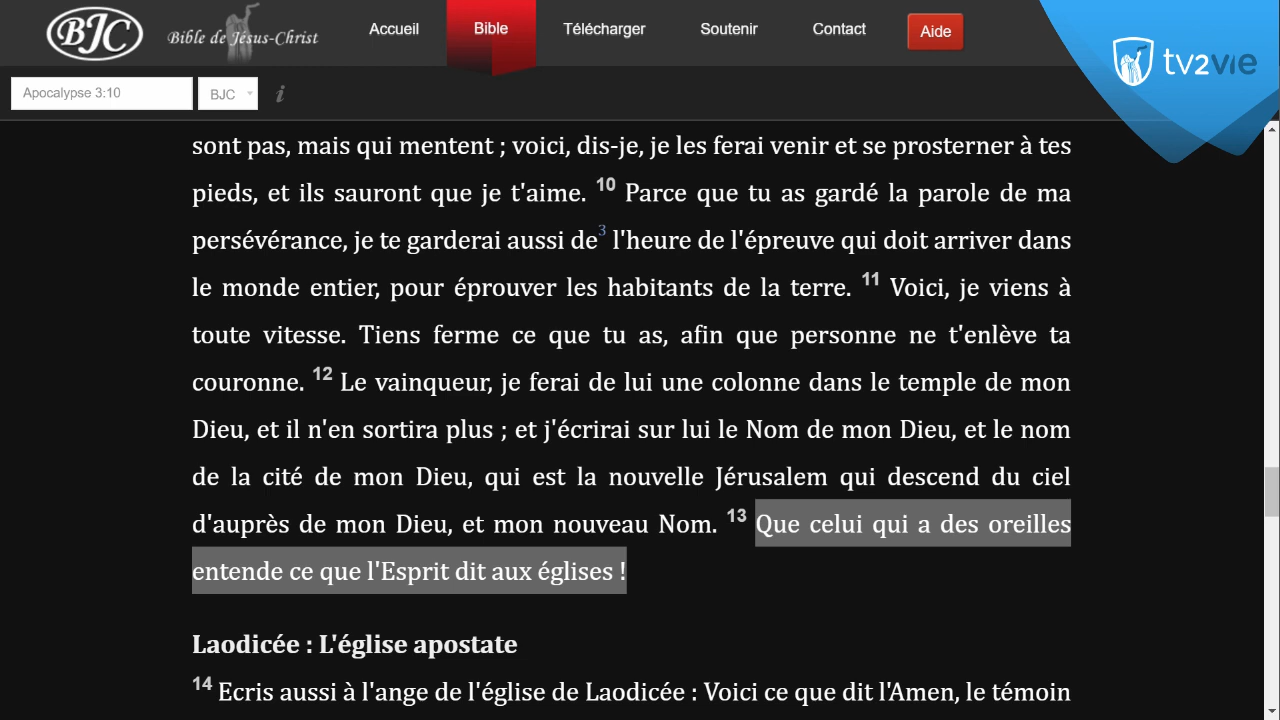 BJC Bible de Jésus-Christ Accueil Bible Télécharger Soutenir Contact Aide
tv2vie
Apocalypse 3:10 BJC i
sont pas, mais qui mentent ; voici, dis-je, je les ferai venir et se prosterner à tes
pieds, et ils sauront que je t'aime. 10 Parce que tu as gardé la parole de ma
persévérance, je te garderai aussi de3 l'heure de l'épreuve qui doit arriver dans
le monde entier, pour éprouver les habitants de la terre. 11 Voici, je viens à
toute vitesse. Tiens ferme ce que tu as, afin que personne ne t'enlève ta
couronne. 12 Le vainqueur, je ferai de lui une colonne dans le temple de mon
Dieu, et il n'en sortira plus ; et j'écrirai sur lui le Nom de mon Dieu, et le nom
de la cité de mon Dieu, qui est la nouvelle Jérusalem qui descend du ciel
d'auprès de mon Dieu, et mon nouveau Nom. 13 Que celui qui a des oreilles
entende ce que l'Esprit dit aux églises !
Laodicée : L'église apostate
14 Ecris aussi à l'ange de l'église de Laodicée : Voici ce que dit l'Amen, le témoin